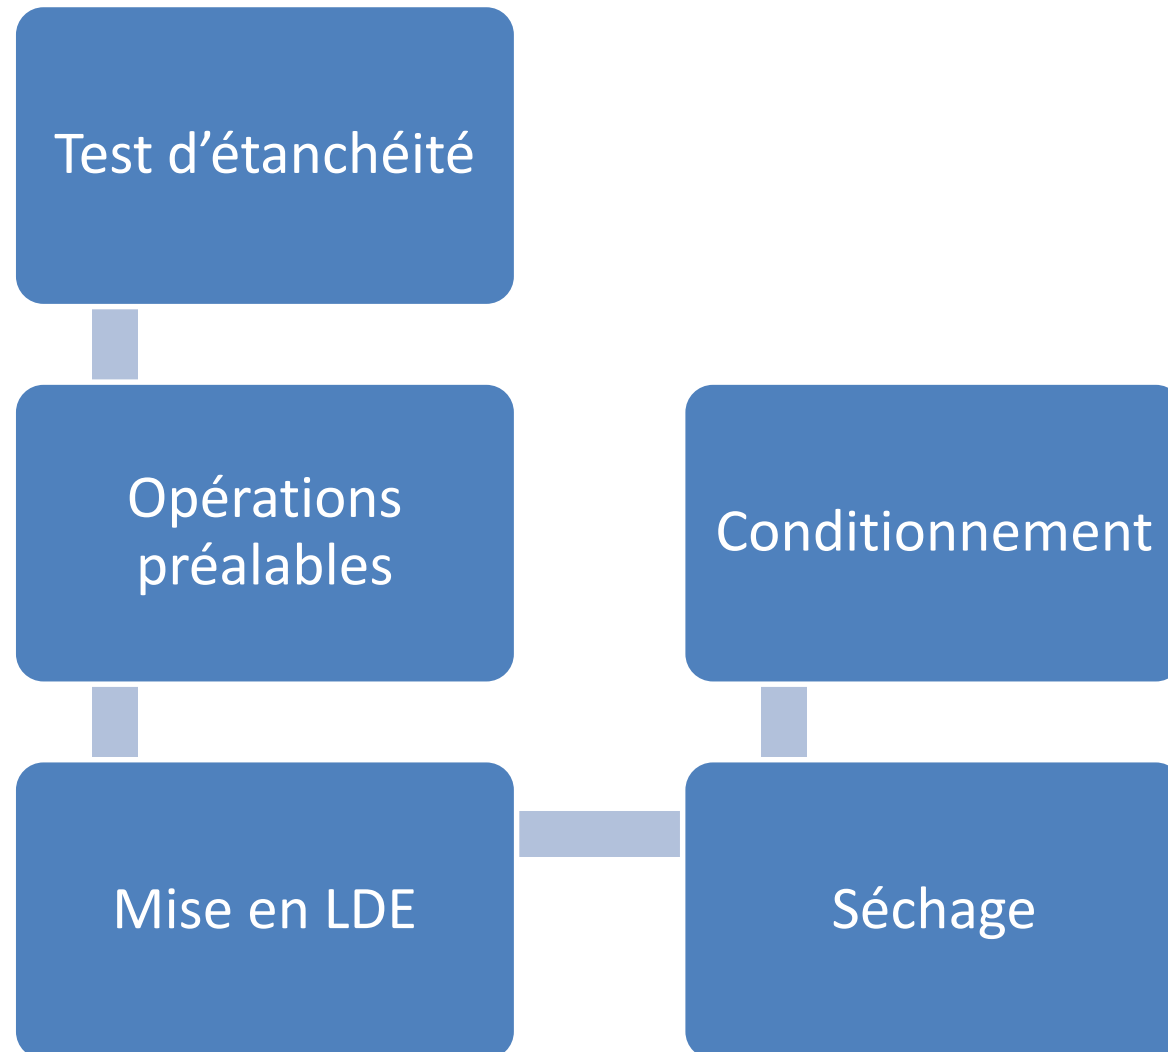 Test d’étanchéité
Opérations
préalables
Mise en LDE
Séchage
Conditionnement